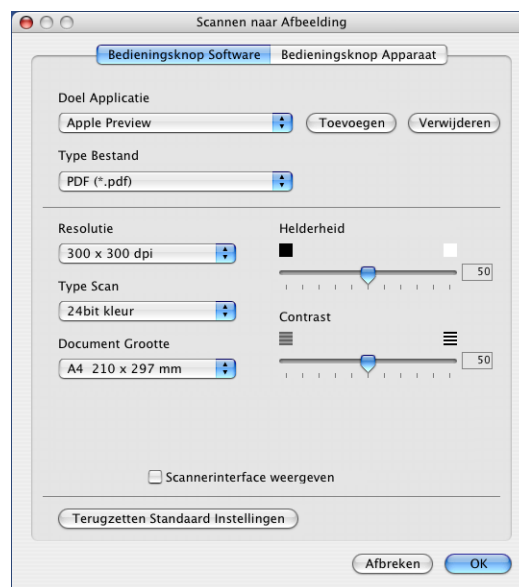 Scannen naar Afbeelding
Bedieningsknop Software
Bedieningsknop Apparaat
Doel Applicatie
Apple Preview
Toevoegen
Verwijderen
Type Bestand
PDF (*.pdf)
Resolutie
300 x 300 dpi
Type Scan
24bit kleur
Document Grootte
A4 210 x 297 mm
Helderheid
50
Contrast
50
Scannerinterface weergeven
Terugzetten Standaard Instellingen
Afbreken
OK